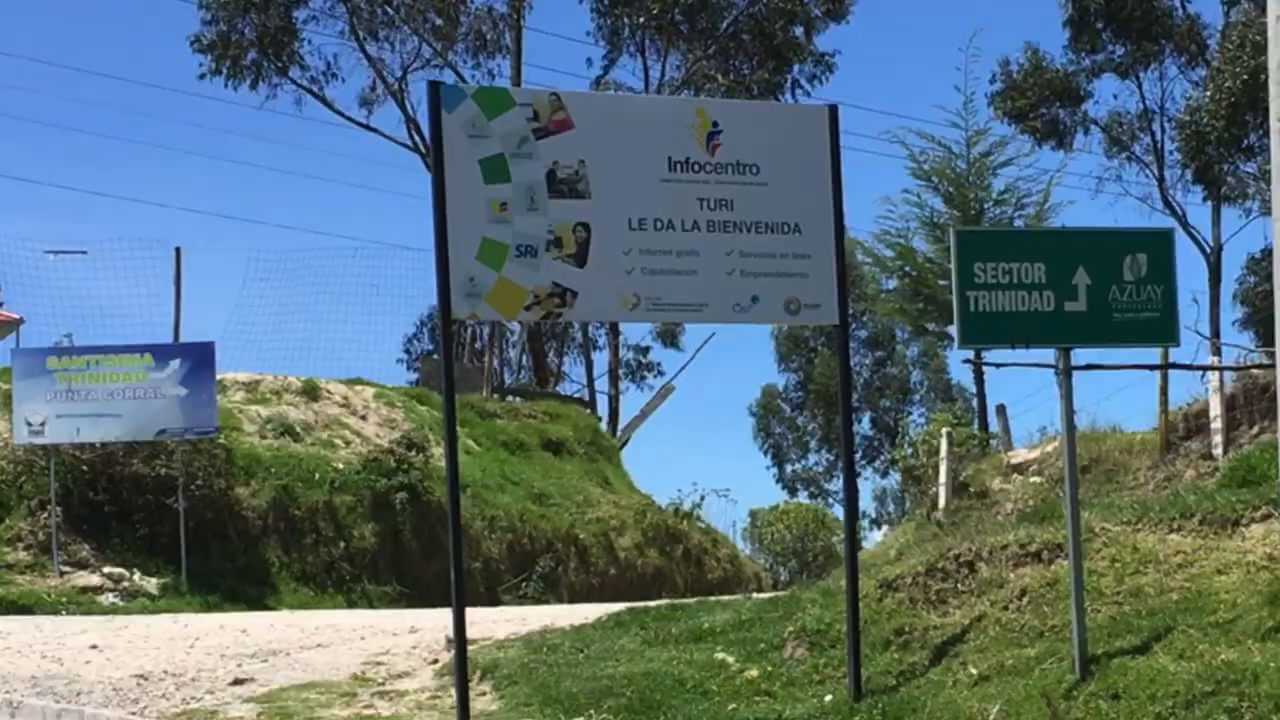 SANTISIMA
TRINIDAD
PUNTA CORRAL
Infocentro
TURI
LE DA LA BIENVENIDA
✓ Internet gratis ✓ Servicios en línea
✓ Capacitación ✓ Emprendimiento
SRi
SECTOR
TRINIDAD
AZUAY